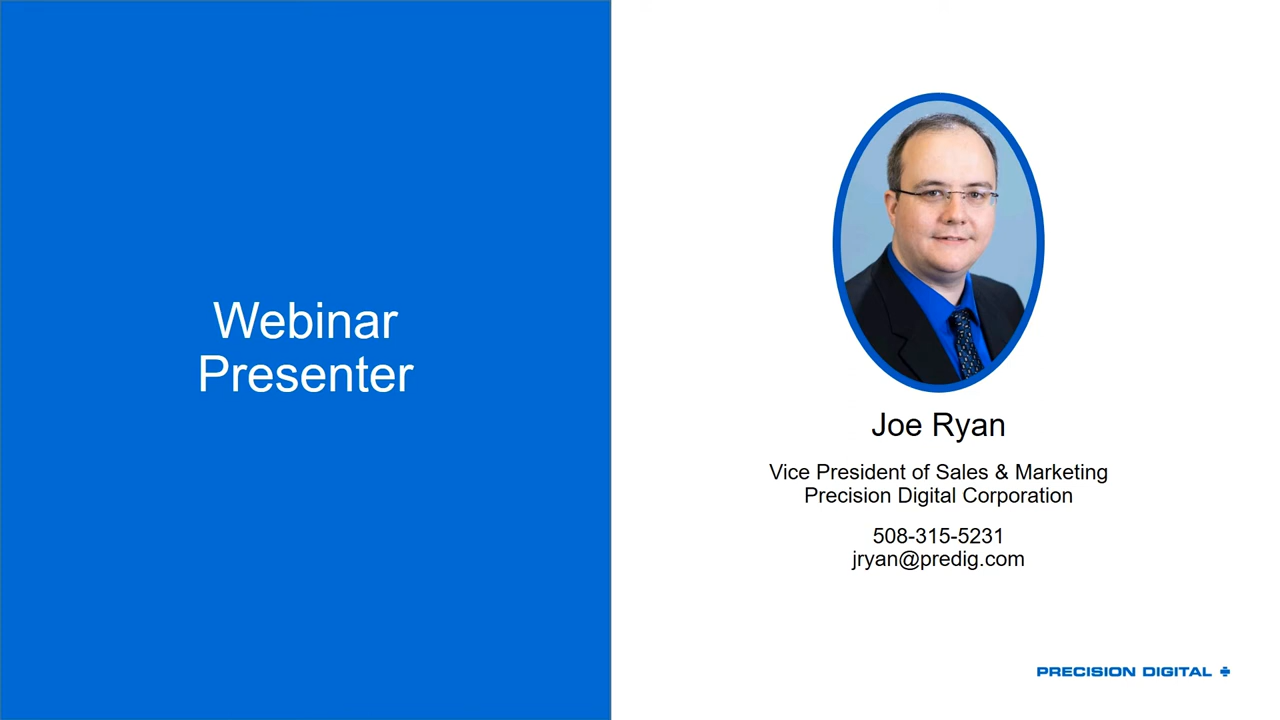 Webinar
Presenter
Joe Ryan
Vice President of Sales & Marketing
Precision Digital Corporation
508-315-5231
jryan@predig.com
PRECISION DIGITAL